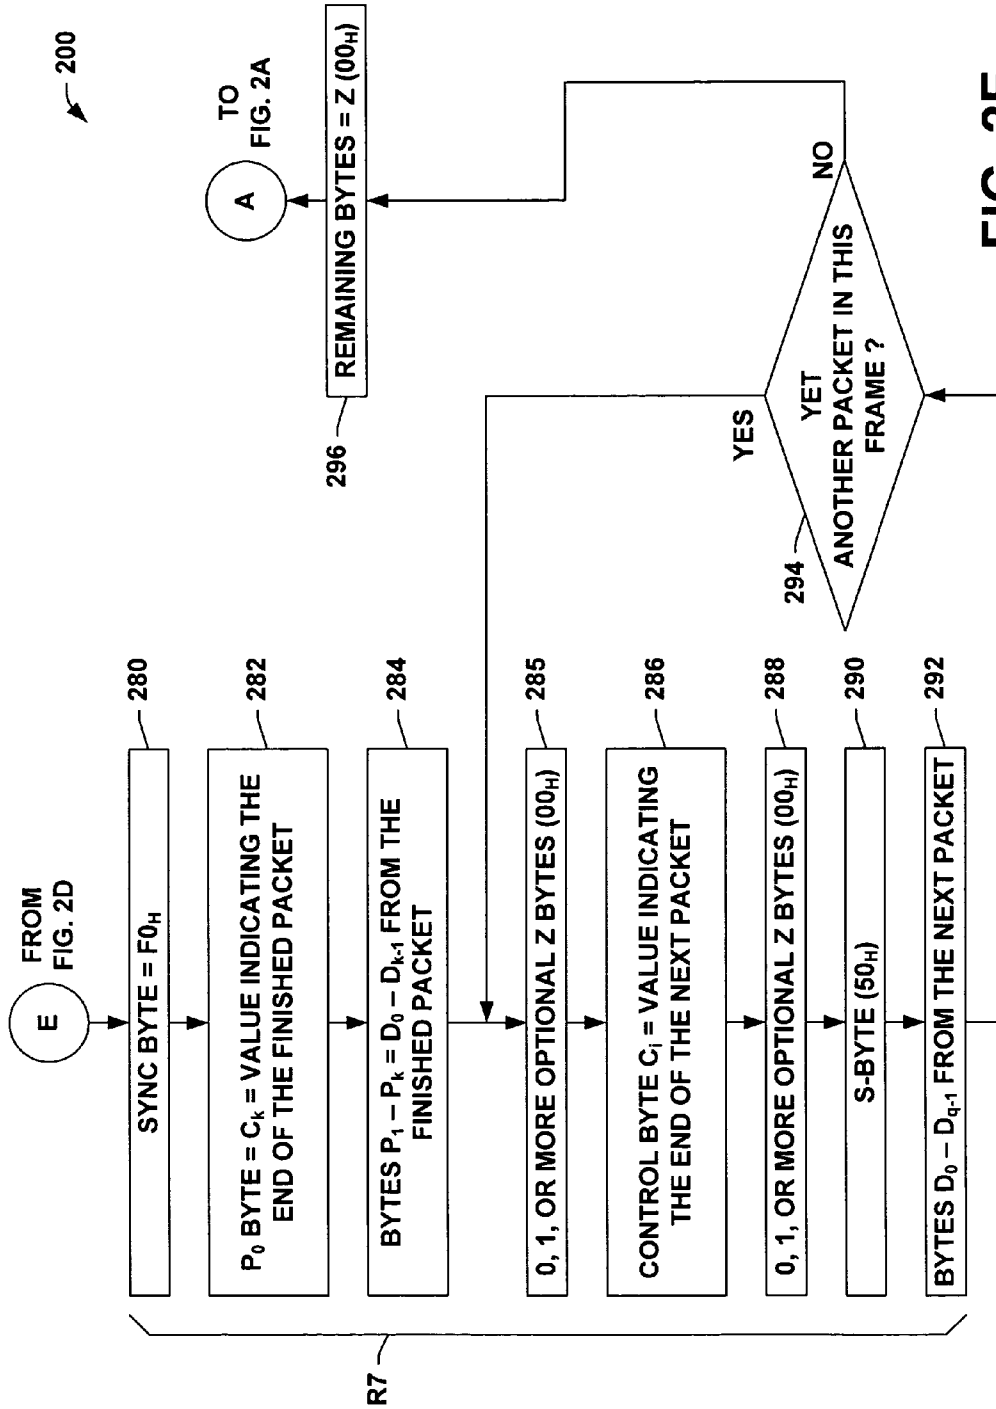 200
E
FROM
FIG. 2D
SYNC BYTE = F0H
280
P0 BYTE = Ck = VALUE INDICATING THE
END OF THE FINISHED PACKET
282
BYTES P1 – Pk = D0 – Dk-1 FROM THE
FINISHED PACKET
284
0, 1, OR MORE OPTIONAL Z BYTES (00H)
285
CONTROL BYTE Ci = VALUE INDICATING
THE END OF THE NEXT PACKET
286
0, 1, OR MORE OPTIONAL Z BYTES (00H)
288
S-BYTE (50H)
290
BYTES D0 – Dq-1 FROM THE NEXT PACKET
292
R7
A
TO
FIG. 2A
REMAINING BYTES = Z (00H)
296
YES
NO
YET
ANOTHER PACKET IN THIS
FRAME ?
294
FIG.